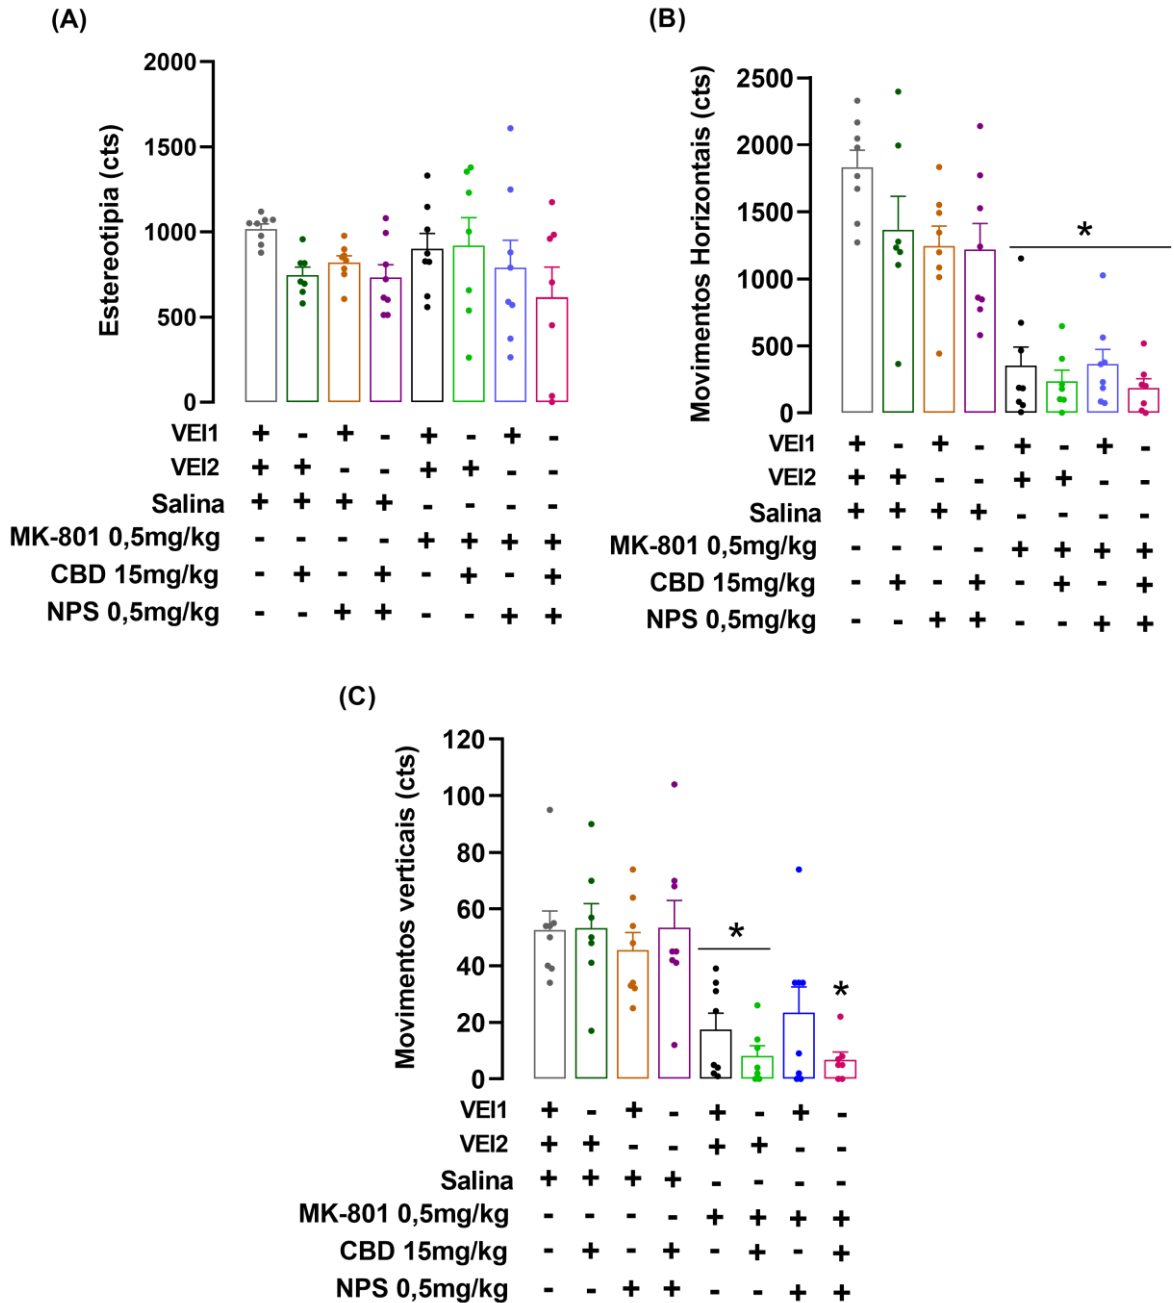 (A)
Estereotipia (cts)
2000
1500
1000
500
0
VEI1 + - + - + - + -
VEI2 + + - - + + - -
Salina + + + + - - - -
MK-801 0,5mg/kg - - - - + + + +
CBD 15mg/kg - + - + - + - +
NPS 0,5mg/kg - - + + - - + +
(B)
Movimentos Horizontais (cts)
2500
2000
1500
1000
500
0
*
VEI1 + - + - + - + -
VEI2 + + - - + + - -
Salina + + + + - - - -
MK-801 0,5mg/kg - - - - + + + +
CBD 15mg/kg - + - + - + - +
NPS 0,5mg/kg - - + + - - + +
(C)
Movimentos verticais (cts)
120
100
80
60
40
20
0
*
*
VEI1 + - + - + - + -
VEI2 + + - - + + - -
Salina + + + + - - - -
MK-801 0,5mg/kg - - - - + + + +
CBD 15mg/kg - + - + - + - +
NPS 0,5mg/kg - - + + - - + +